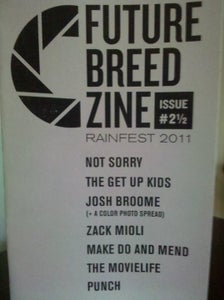 FUTURE
BREED
ZINE ISSUE #2½
RAINFEST 2011
NOT SORRY
THE GET UP KIDS
JOSH BROOME
(+ A COLOR PHOTO SPREAD)
ZACK MIOLI
MAKE DO AND MEND
THE MOVIELIFE
PUNCH